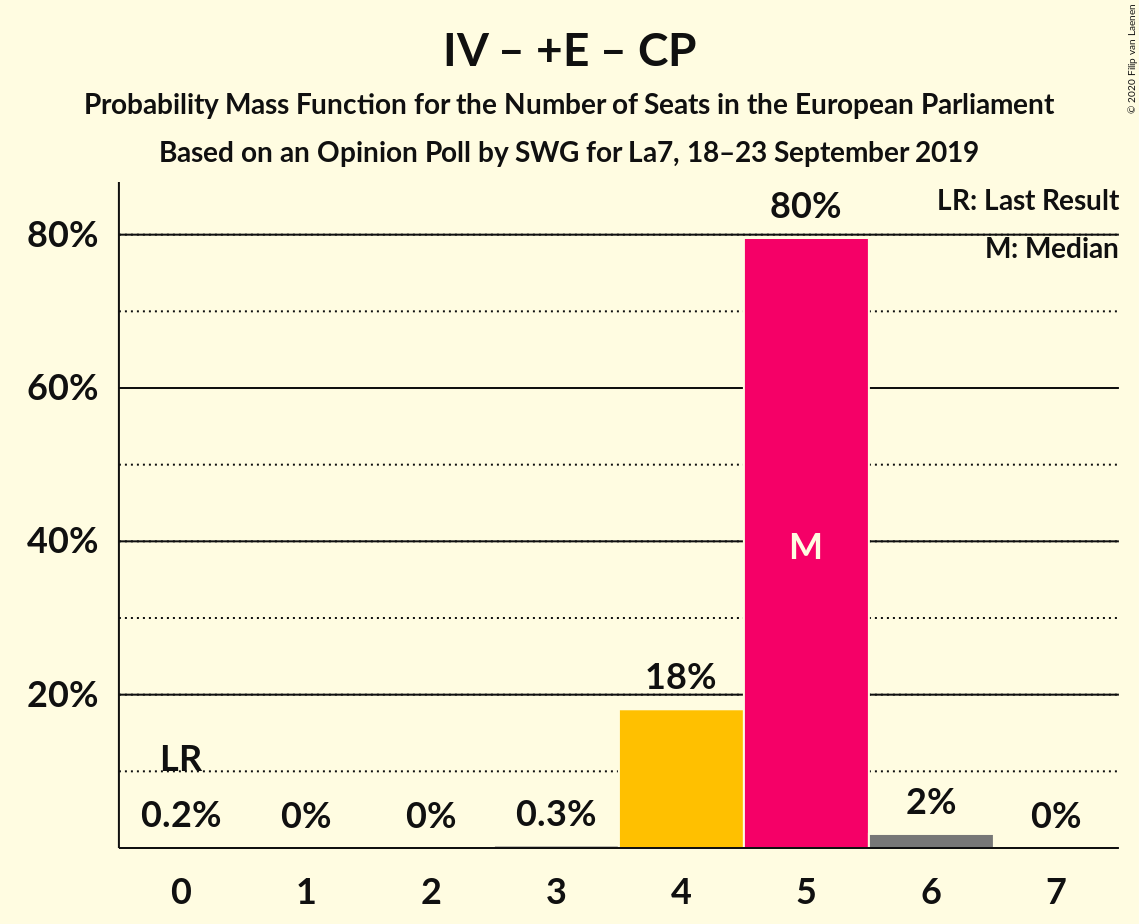 IV – +E – CP
Probability Mass Function for the Number of Seats in the European Parliament
Based on an Opinion Poll by SWG for La7, 18–23 September 2019
© 2020 Filip van Laenen
LR: Last Result
M: Median
80%
60%
40%
20%
LR
0.2%
0%
0%
0.3%
18%
80%
M
2%
0%
0 1 2 3 4 5 6 7